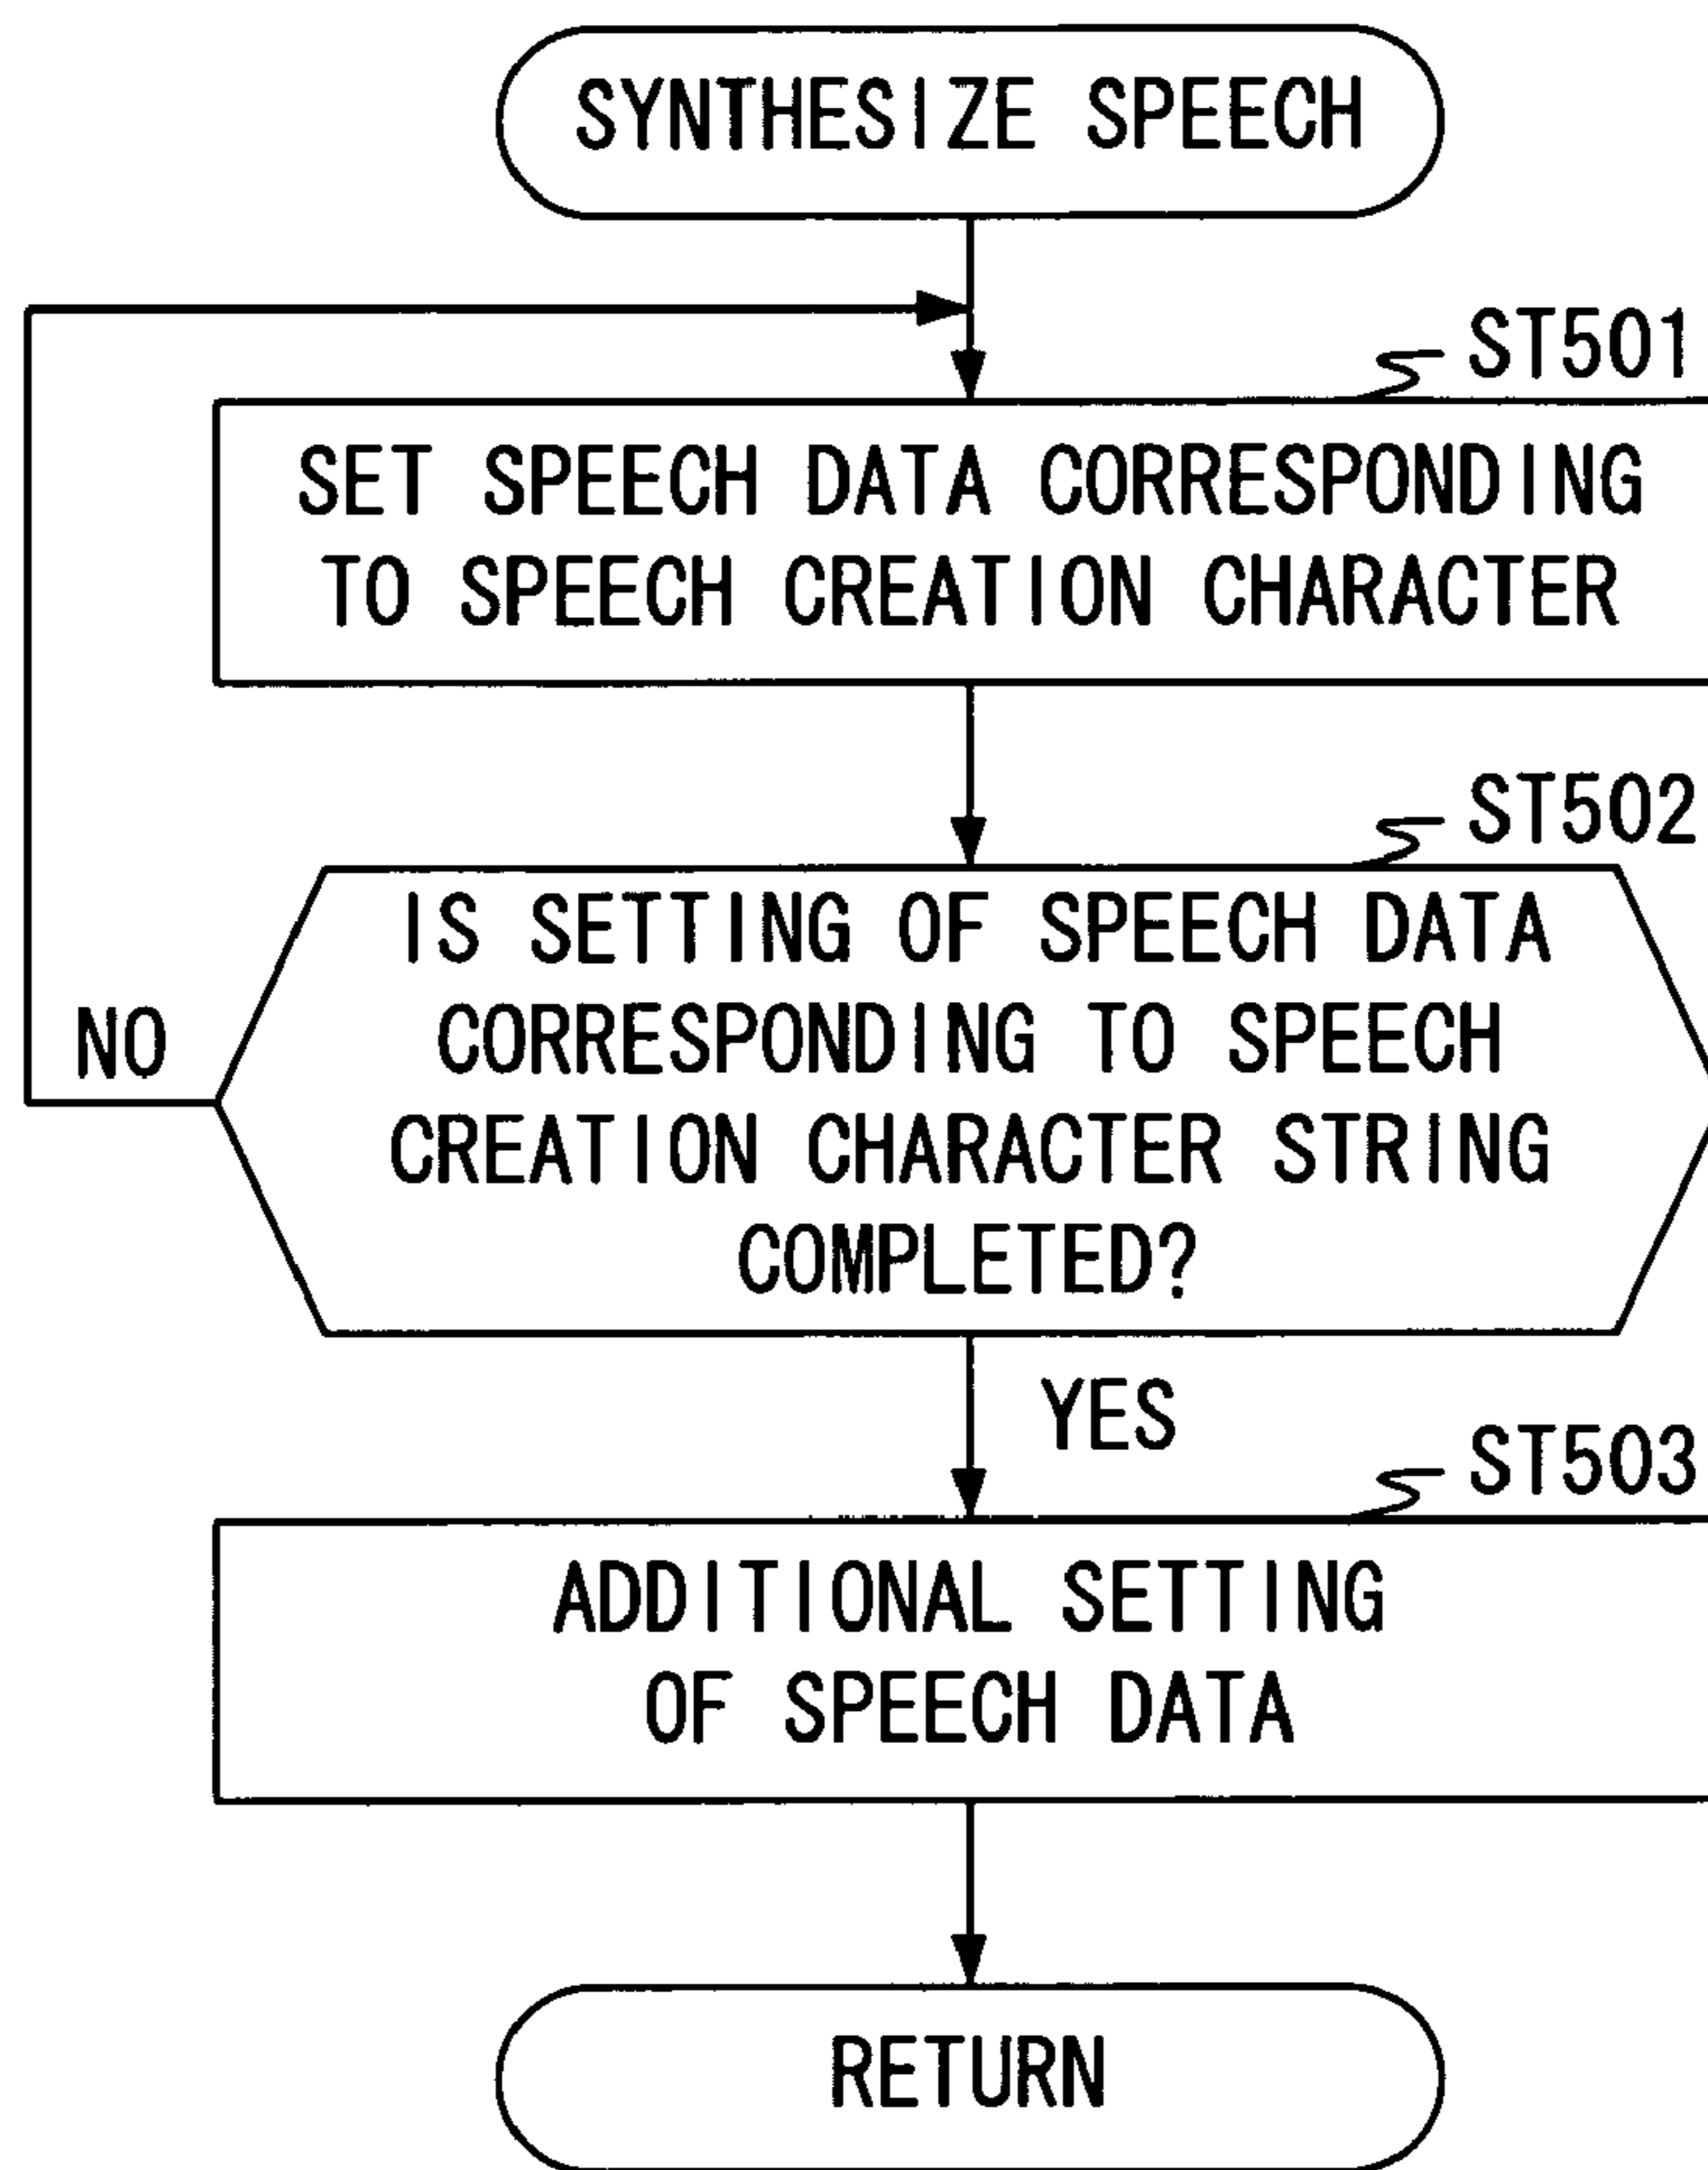 SYNTHESIZE SPEECH
ST501
SET SPEECH DATA CORRESPONDING
TO SPEECH CREATION CHARACTER
ST502
IS SETTING OF SPEECH DATA
CORRESPONDING TO SPEECH
CREATION CHARACTER STRING
COMPLETED?
NO
YES
ST503
ADDITIONAL SETTING
OF SPEECH DATA
RETURN